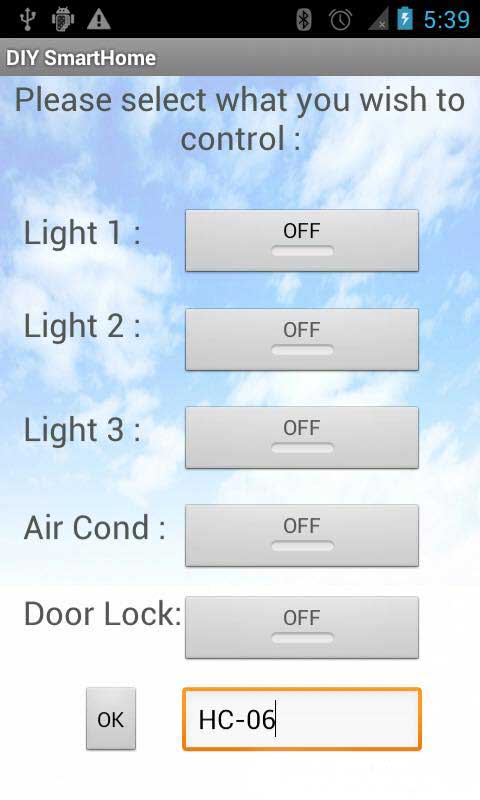 5:39
DIY SmartHome
Please select what you wish to
control :
Light 1 : OFF
Light 2 : OFF
Light 3 : OFF
Air Cond : OFF
Door Lock: OFF
OK HC-06